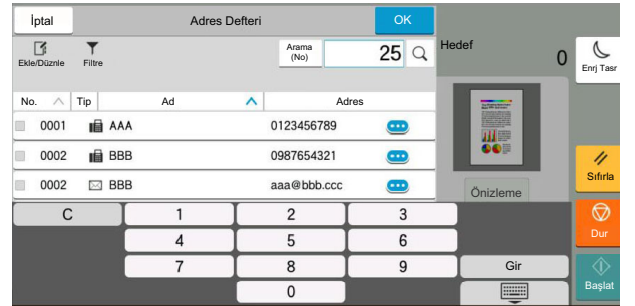 İptal Adres Defteri OK
Ekle/Düznle Filtre Arama (No) 25 Hedef 0 Enrj Tasr
No. Tip Ad Adres
0001 AAA 0123456789
0002 BBB 0987654321
0002 BBB aaa@bbb.ccc
Önizleme
Sıfırla
C 1 2 3
4 5 6
Dur
7 8 9 Gir
0
Başlat